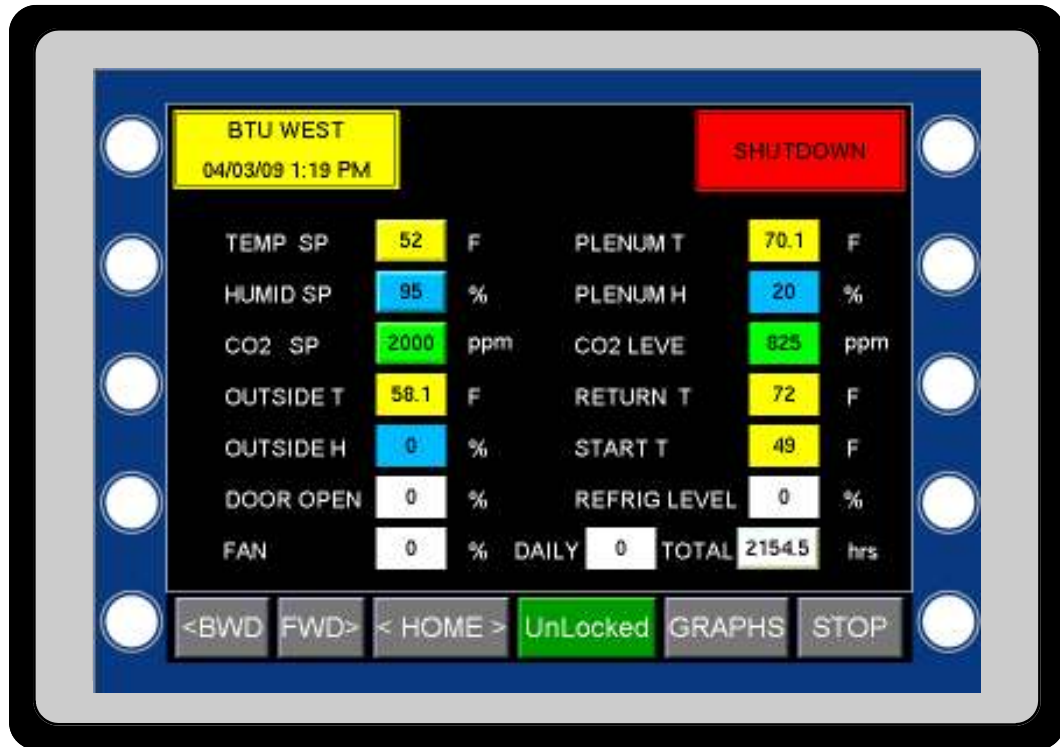 BTU WEST
04/03/09 1:19 PM
SHUTDOWN
TEMP SP 52 F PLENUM T 70.1 F
HUMID SP 95 % PLENUM H 20 %
CO2 SP 2000 ppm CO2 LEVE 825 ppm
OUTSIDE T 58.1 F RETURN T 72 F
OUTSIDE H 0 % START T 49 F
DOOR OPEN 0 % REFRIG LEVEL 0 %
FAN 0 % DAILY 0 TOTAL 2154.5 hrs
<BWD FWD> < HOME > UnLocked GRAPHS STOP